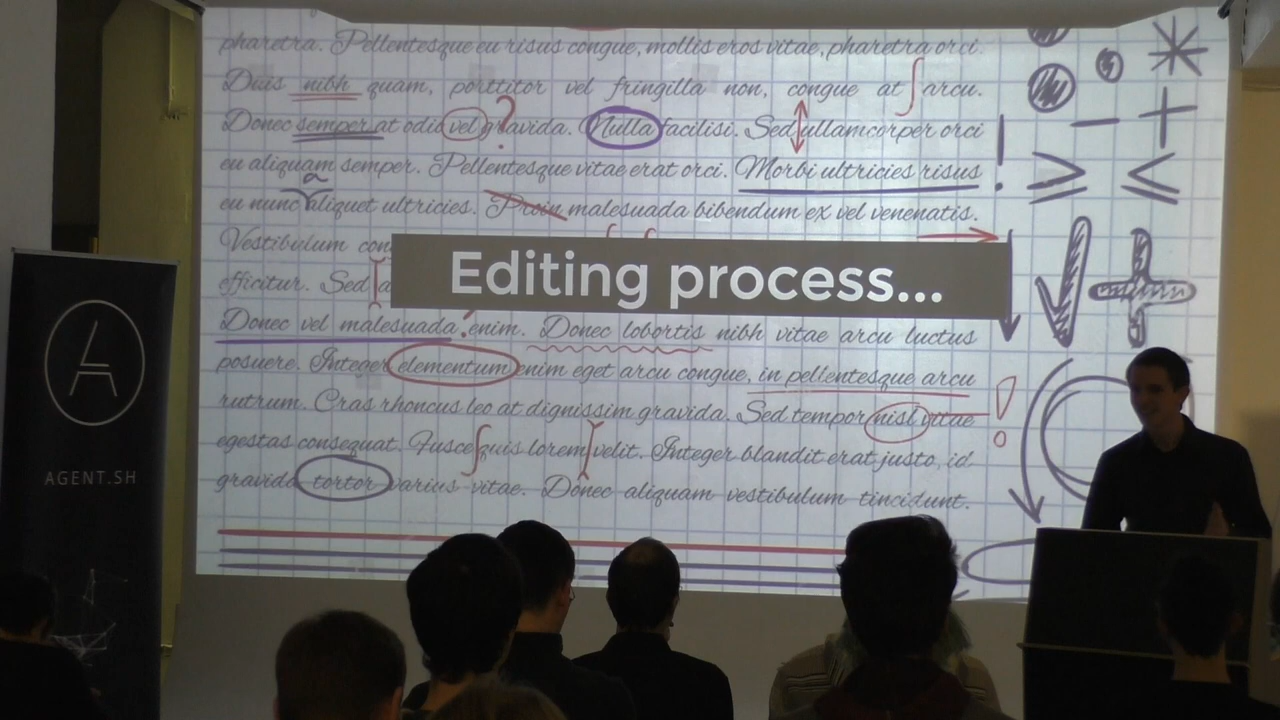 pharetra. Pellentesque eu risus congue, mollis eros vitae, pharetra orci.
Duis nibh quam, porttitor vel fringilla non, congue at arcu.
Donec semper at odio vel gravida. Nulla facilisi. Sed ullamcorper orci
eu aliquam semper. Pellentesque vitae erat orci. Morbi ultricies risus
a
eu nunc aliquet ultricies. Proin malesuada bibendum ex vel venenatis.
Vestibulum con
Editing process...
efficitur. Sed a
Donec vel malesuada enim. Donec lobortis nibh vitae arcu luctus
posuere. Integer elementum enim eget arcu congue, in pellentesque arcu
rutrum. Cras rhoncus leo at dignissim gravida. Sed tempor nisl vitae
egestas consequat. Fusce quis lorem velit. Integer blandit erat justo, id
gravida tortor varius vitae. Donec aliquam vestibulum tincidunt.
AGENT.SH